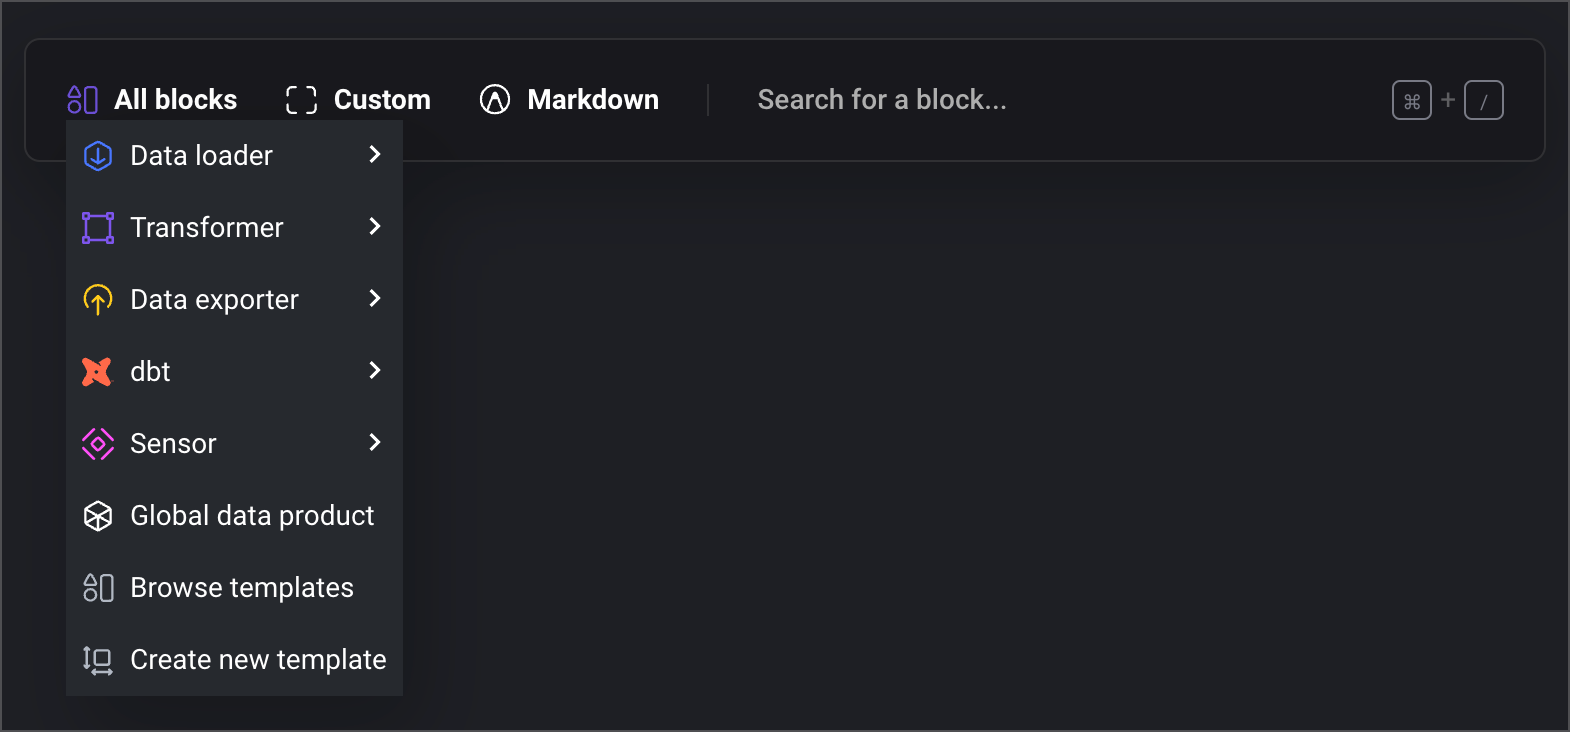 All blocks Custom Markdown Search for a block... ⌘ + /
Data loader
Transformer
Data exporter
dbt
Sensor
Global data product
Browse templates
Create new template